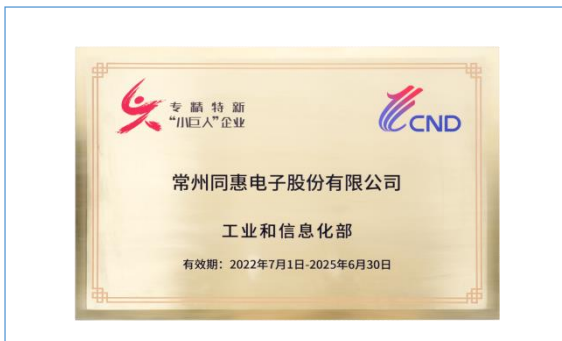 专精特新
“小巨人”企业
CND
常州同惠电子股份有限公司
工业和信息化部
有效期：2022年7月1日-2025年6月30日